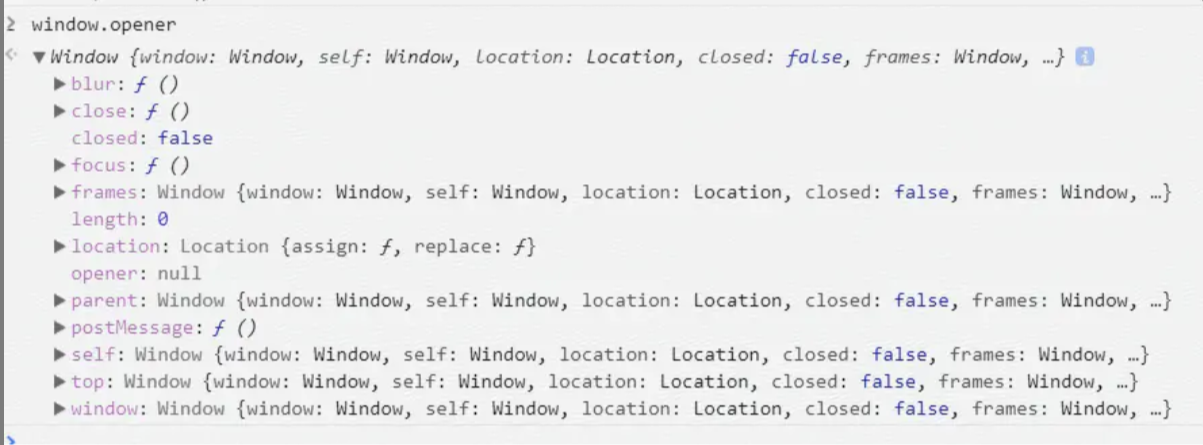 window.opener
▼Window {window: Window, self: Window, location: Location, closed: false, frames: Window, …} i
▶blur: ƒ ()
▶close: ƒ ()
closed: false
▶focus: ƒ ()
▶frames: Window {window: Window, self: Window, location: Location, closed: false, frames: Window, …}
length: 0
▶location: Location {assign: ƒ, replace: ƒ}
opener: null
▶parent: Window {window: Window, self: Window, location: Location, closed: false, frames: Window, …}
▶postMessage: ƒ ()
▶self: Window {window: Window, self: Window, location: Location, closed: false, frames: Window, …}
▶top: Window {window: Window, self: Window, location: Location, closed: false, frames: Window, …}
▶window: Window {window: Window, self: Window, location: Location, closed: false, frames: Window, …}